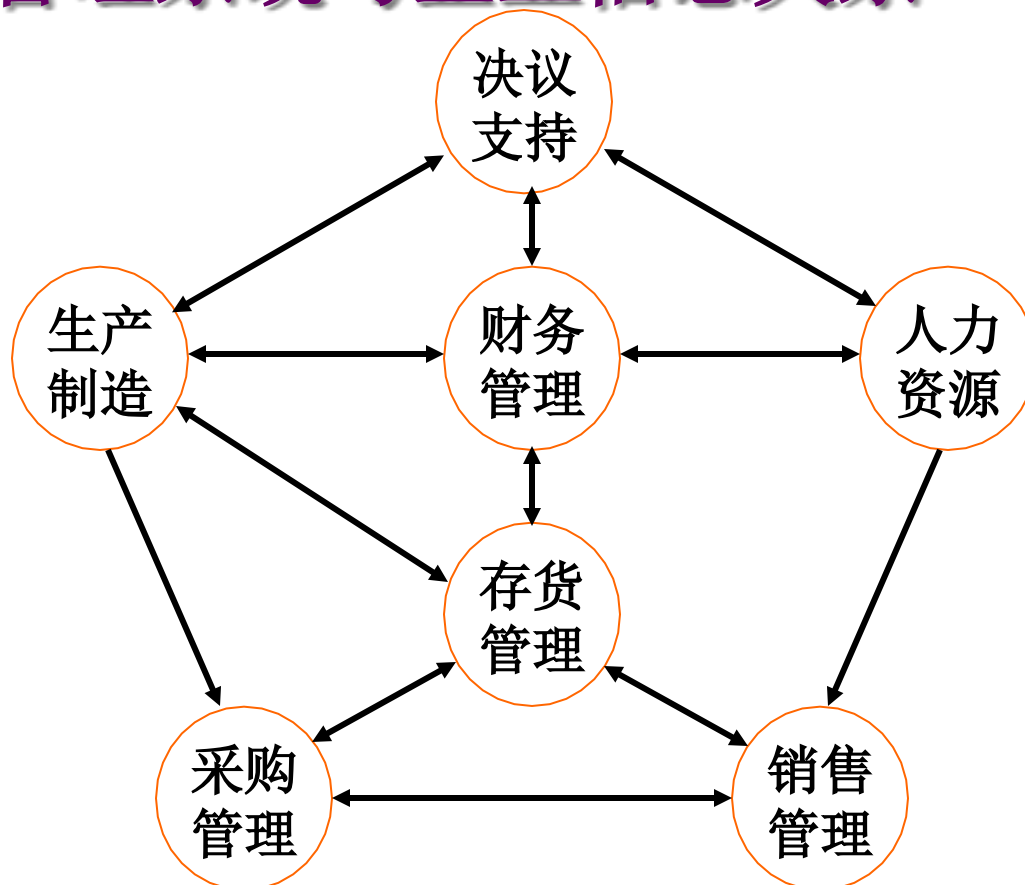 决议
支持
生产
制造
财务
管理
人力
资源
存货
管理
采购
管理
销售
管理